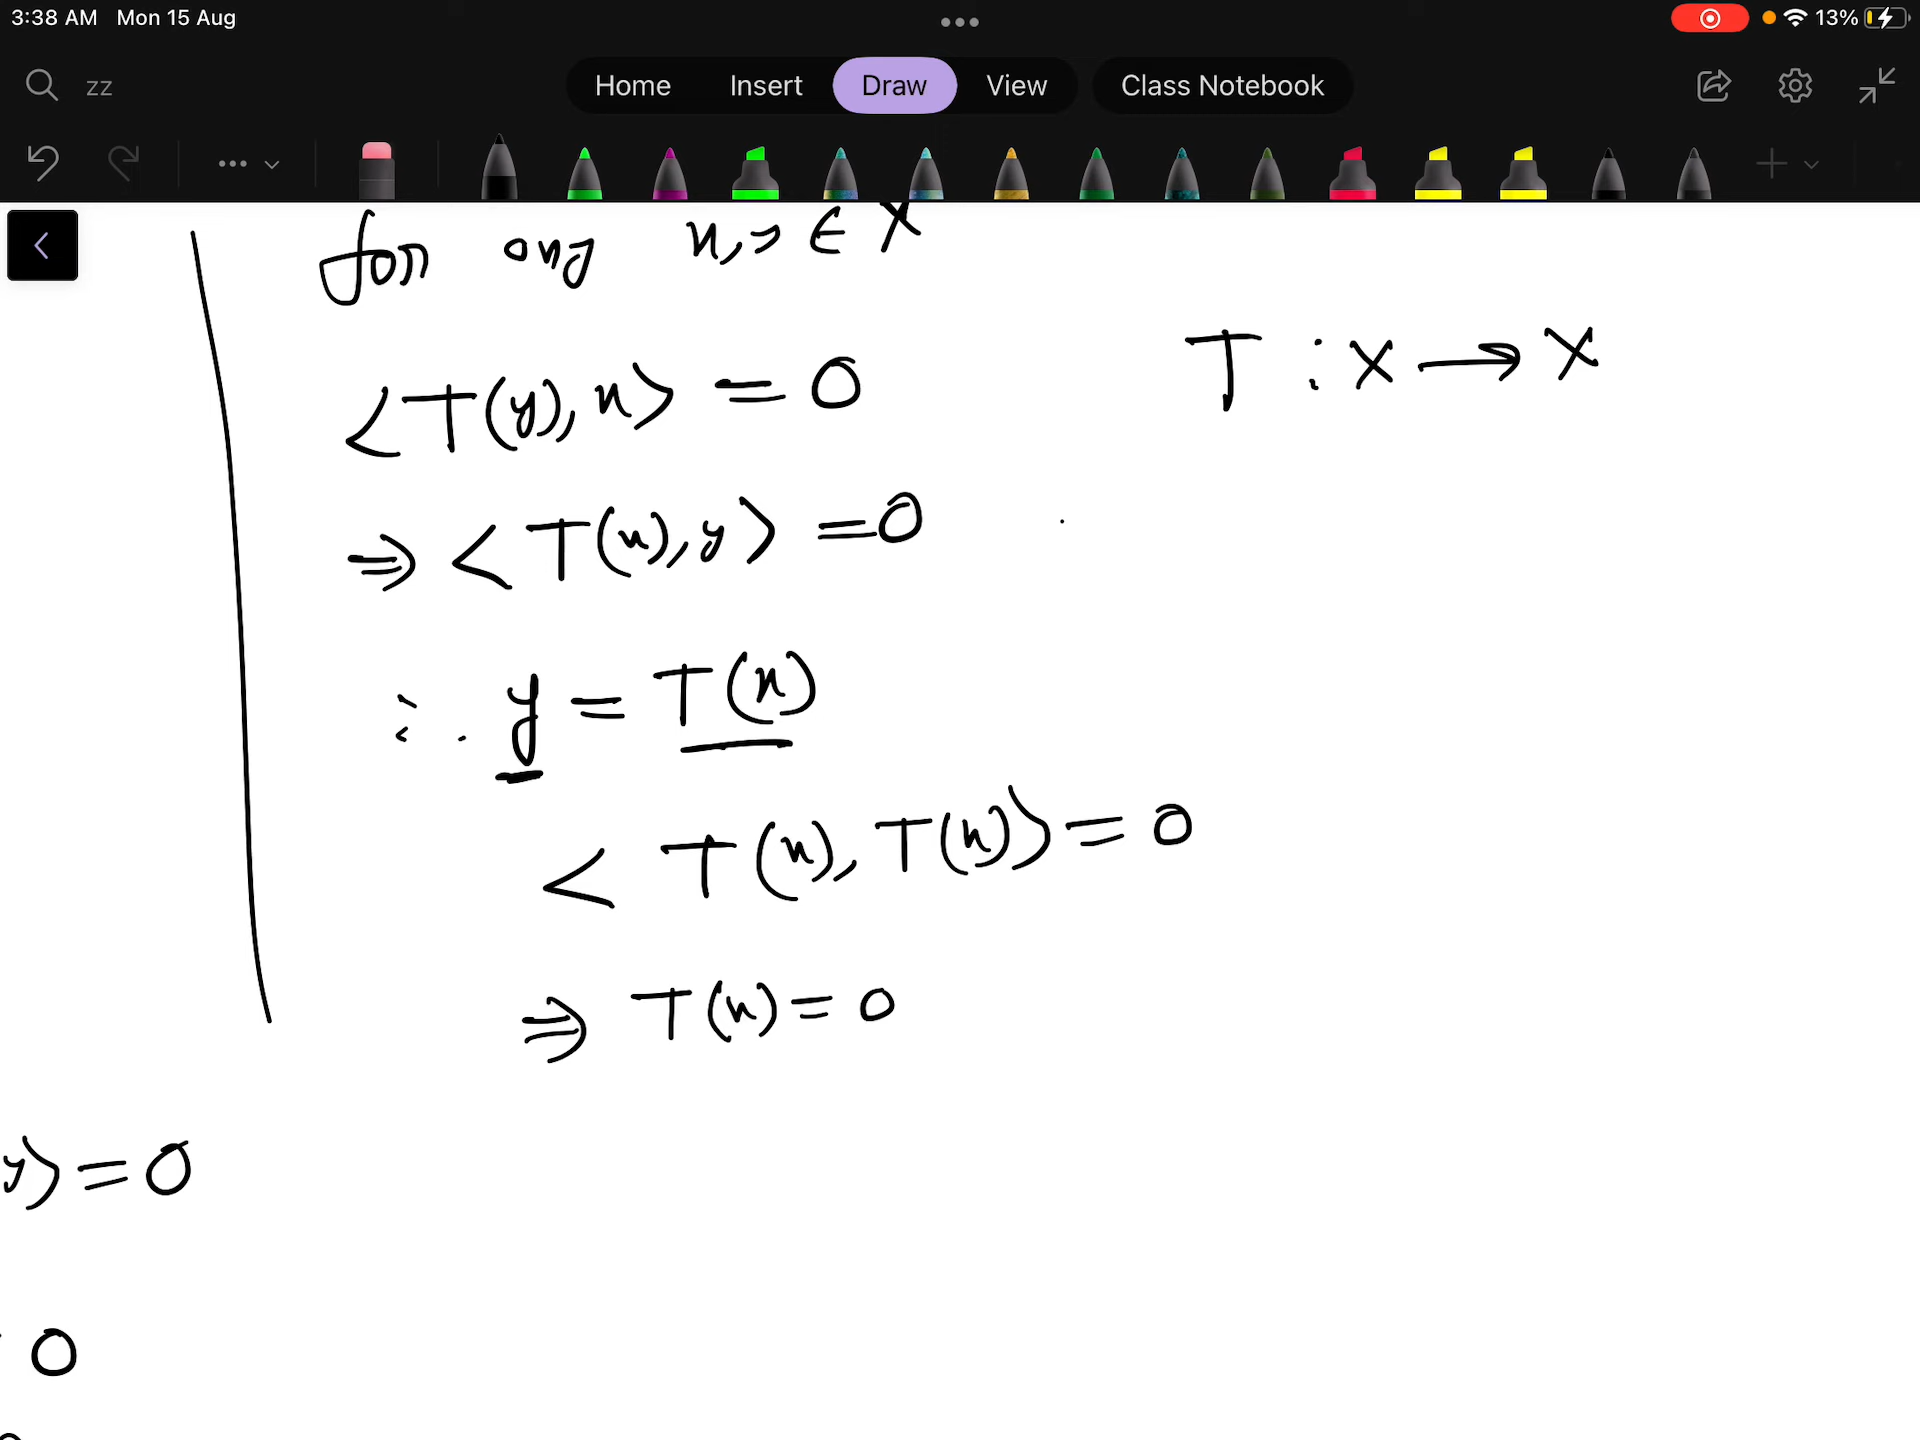 3:38 AM Mon 15 Aug
13%
zz
Home Insert Draw View Class Notebook
for any x, y ∈ X
T : X → X
<T(y), x> = 0
⇒ <T(x), y> = 0
∴ y = T(x)
< T(x), T(x)> = 0
⇒ T(x) = 0
y> = 0
0